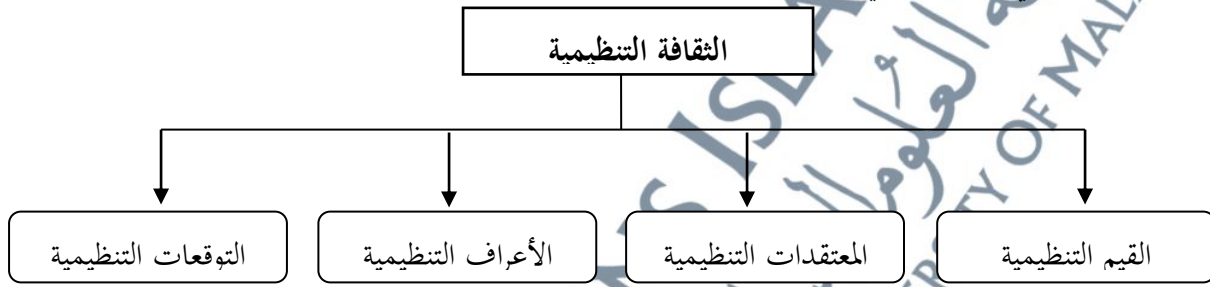 الثقافة التنظيمية
القيم التنظيمية
المعتقدات التنظيمية
الأعراف التنظيمية
التوقعات التنظيمية